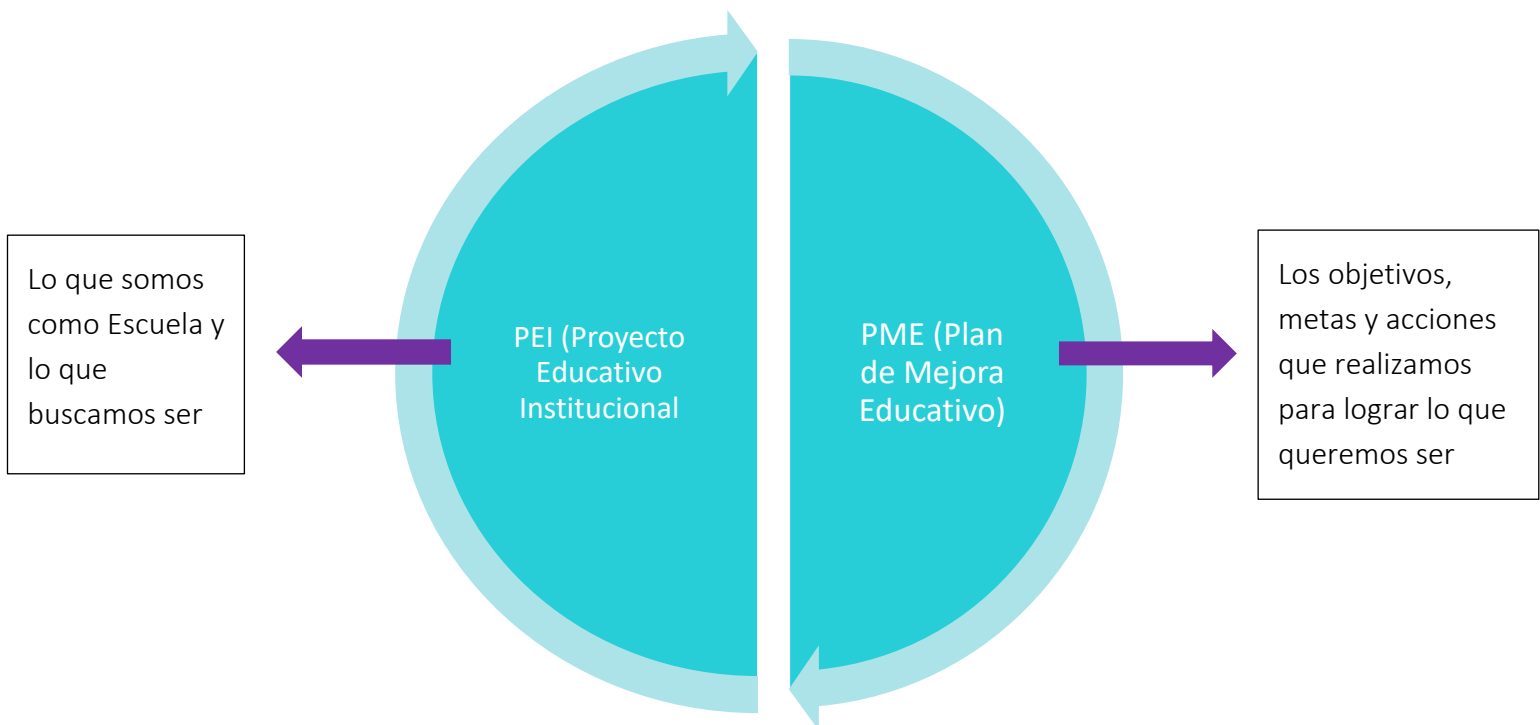 Lo que somos
como Escuela y
lo que
buscamos ser
PEI (Proyecto
Educativo
Institucional
PME (Plan
de Mejora
Educativo)
Los objetivos,
metas y acciones
que realizamos
para lograr lo que
queremos ser